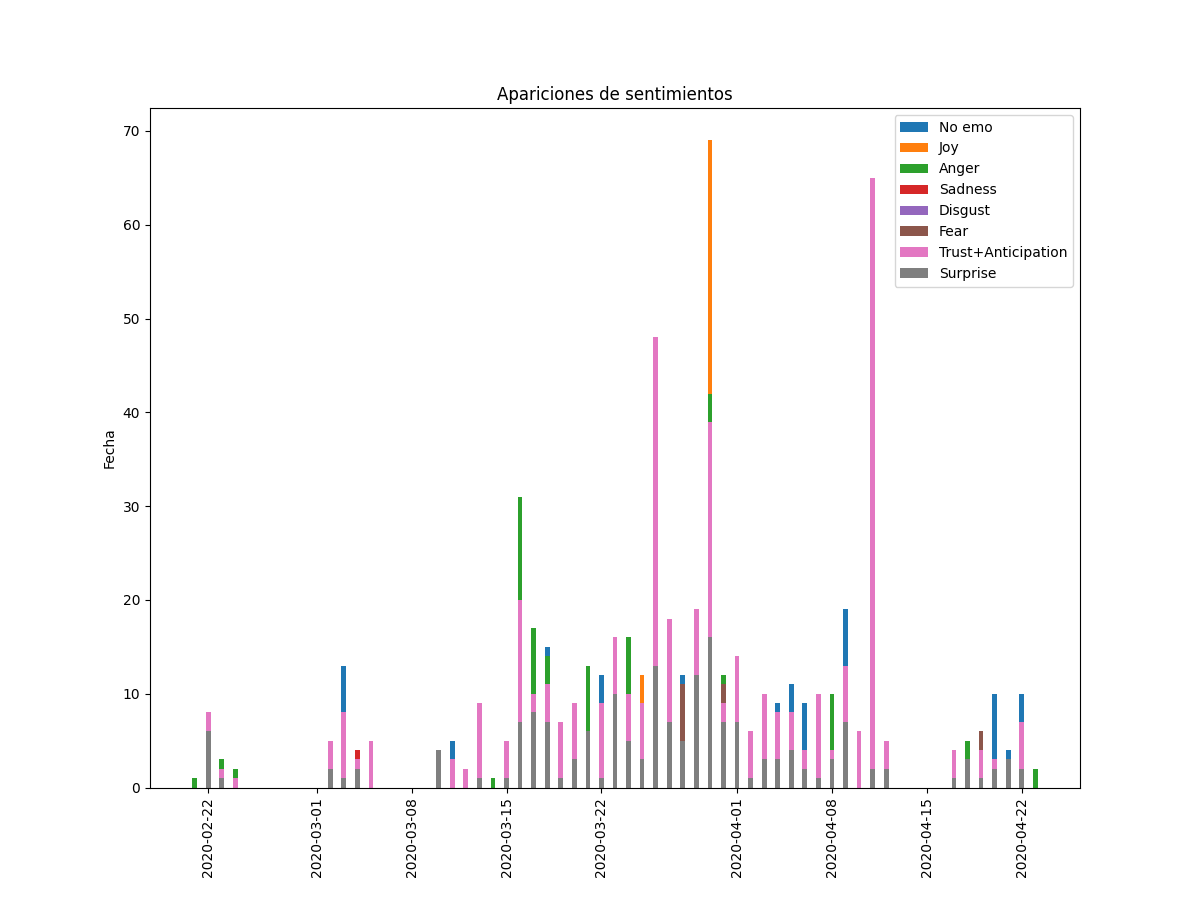 Apariciones de sentimientos
No emo
Joy
Anger
Sadness
Disgust
Fear
Trust+Anticipation
Surprise
Fecha
70
60
50
40
30
20
10
0
2020-02-22
2020-03-01
2020-03-08
2020-03-15
2020-03-22
2020-04-01
2020-04-08
2020-04-15
2020-04-22